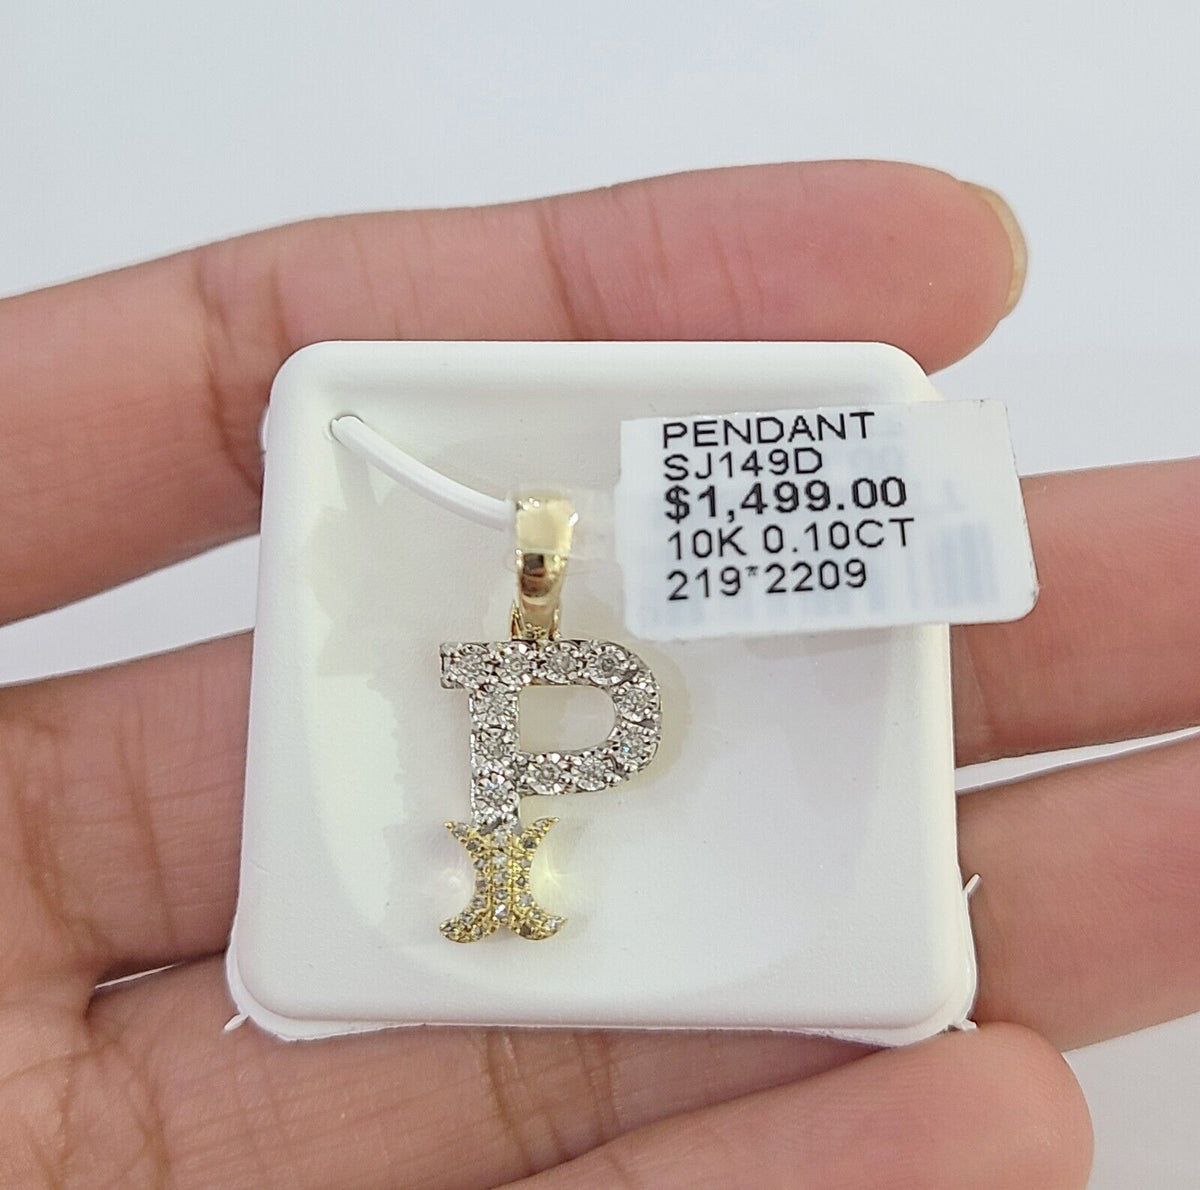 PENDANT
SJ149D
$1,499.00
10K 0.10CT
219*2209
P